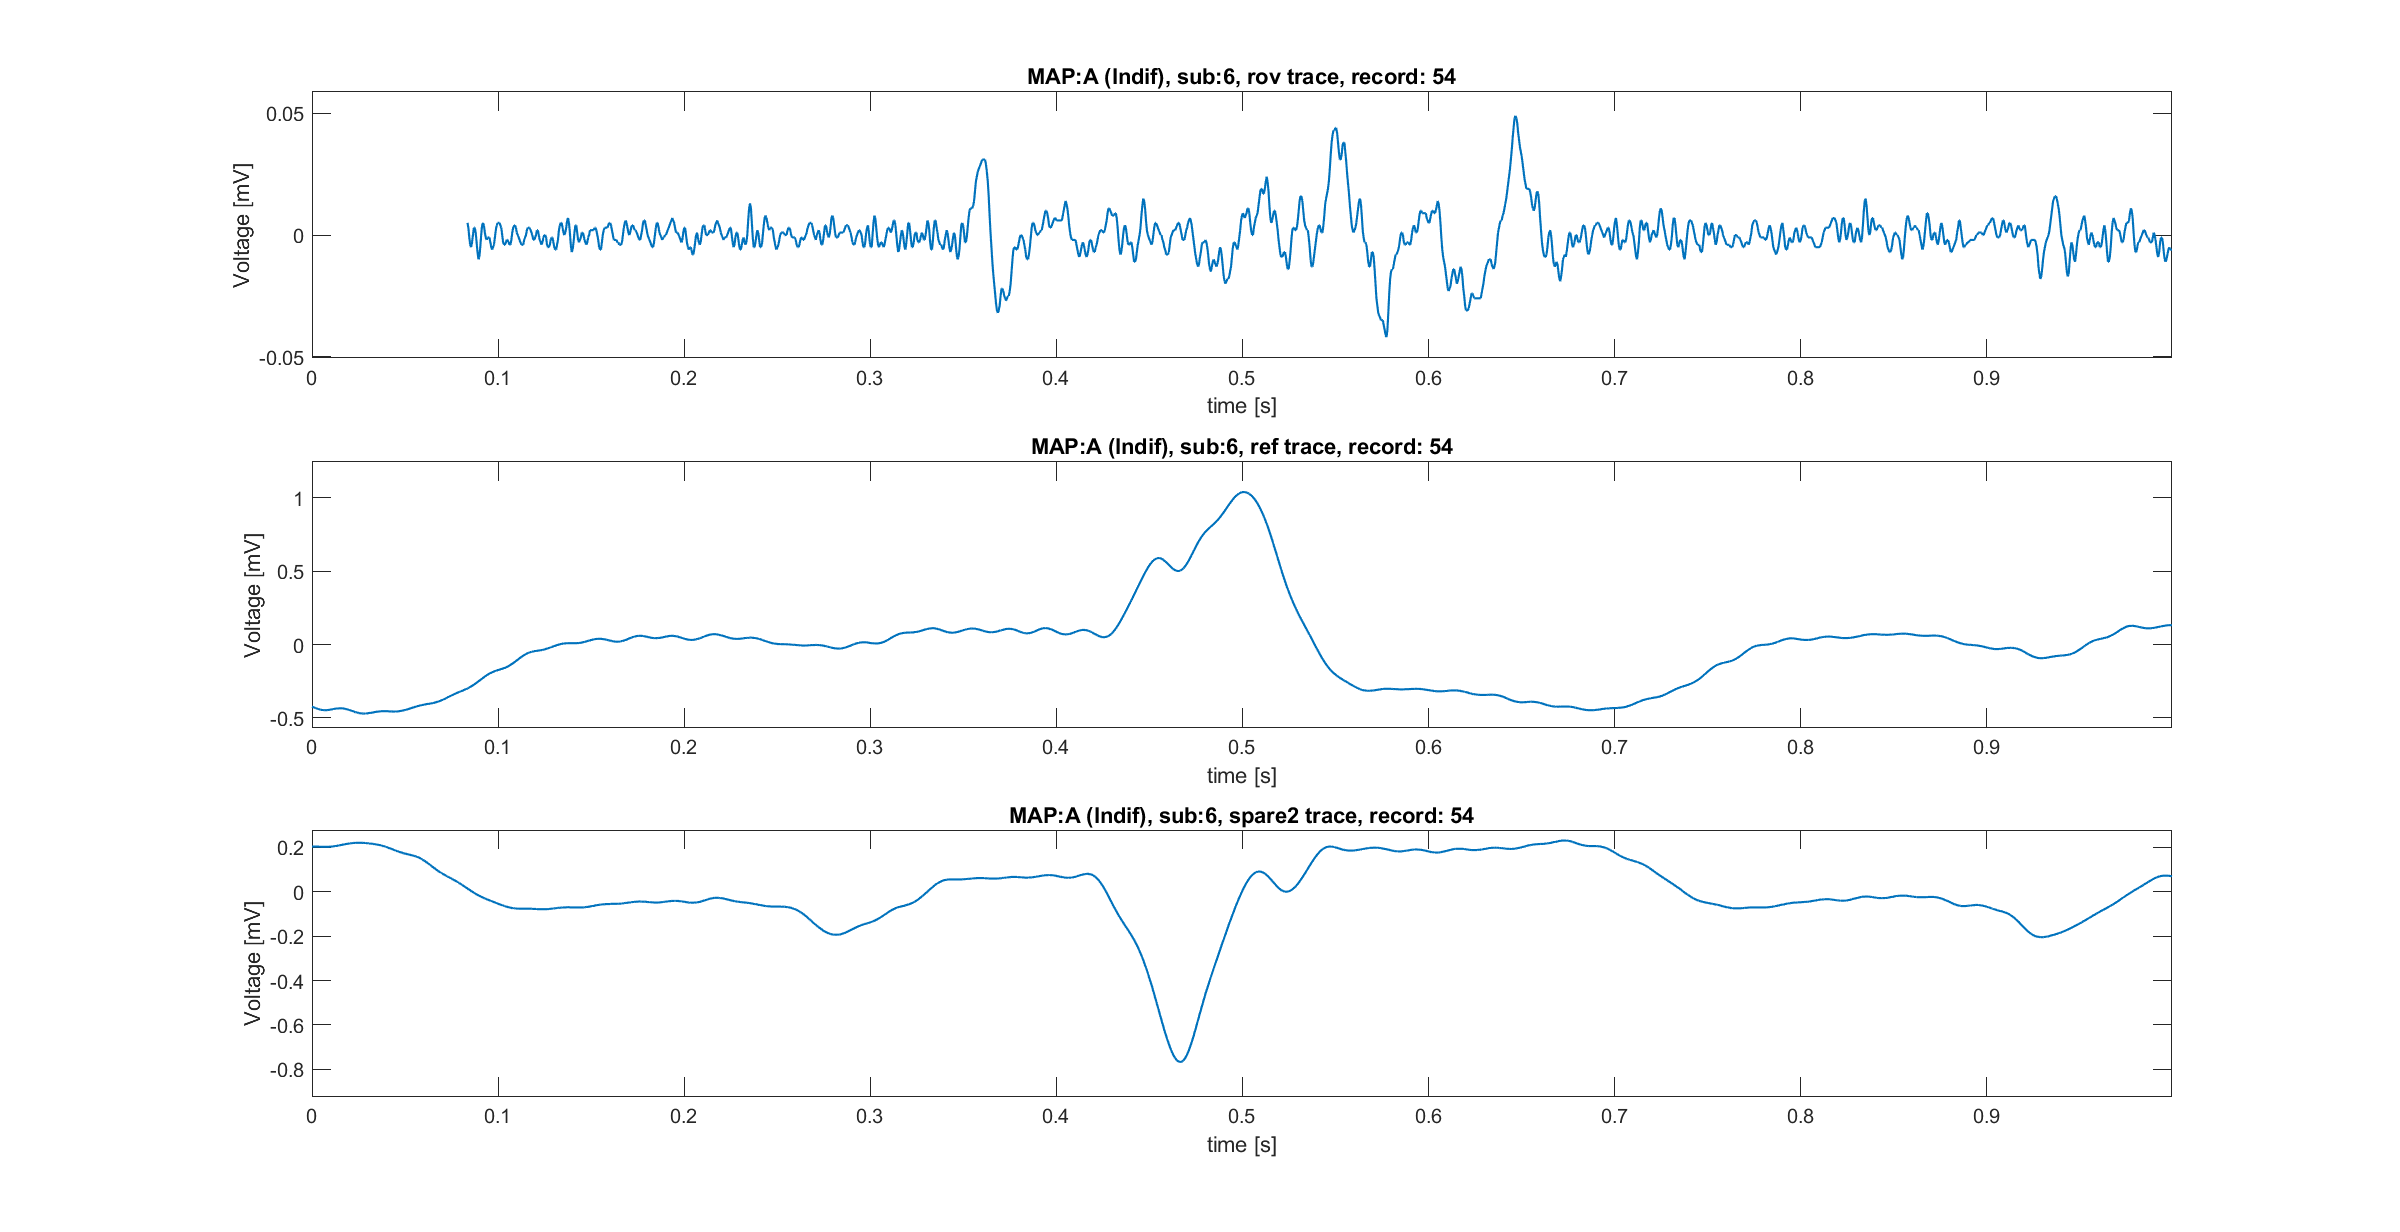 MAP:A (Indif), sub:6, rov trace, record: 54
0.05
0
-0.05
Voltage [mV]
0 0.1 0.2 0.3 0.4 0.5 0.6 0.7 0.8 0.9
time [s]
MAP:A (Indif), sub:6, ref trace, record: 54
1
0.5
0
-0.5
Voltage [mV]
0 0.1 0.2 0.3 0.4 0.5 0.6 0.7 0.8 0.9
time [s]
MAP:A (Indif), sub:6, spare2 trace, record: 54
0.2
0
-0.2
-0.4
-0.6
-0.8
Voltage [mV]
0 0.1 0.2 0.3 0.4 0.5 0.6 0.7 0.8 0.9
time [s]